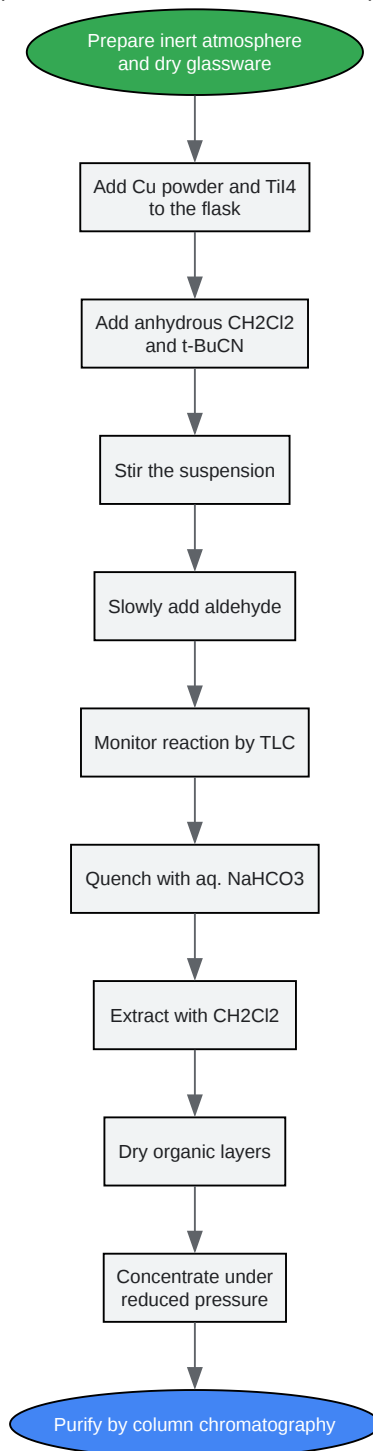 Prepare inert atmosphere
and dry glassware
Add Cu powder and TiI4
to the flask
Add anhydrous CH2Cl2
and t-BuCN
Stir the suspension
Slowly add aldehyde
Monitor reaction by TLC
Quench with aq. NaHCO3
Extract with CH2Cl2
Dry organic layers
Concentrate under
reduced pressure
Purify by column chromatography